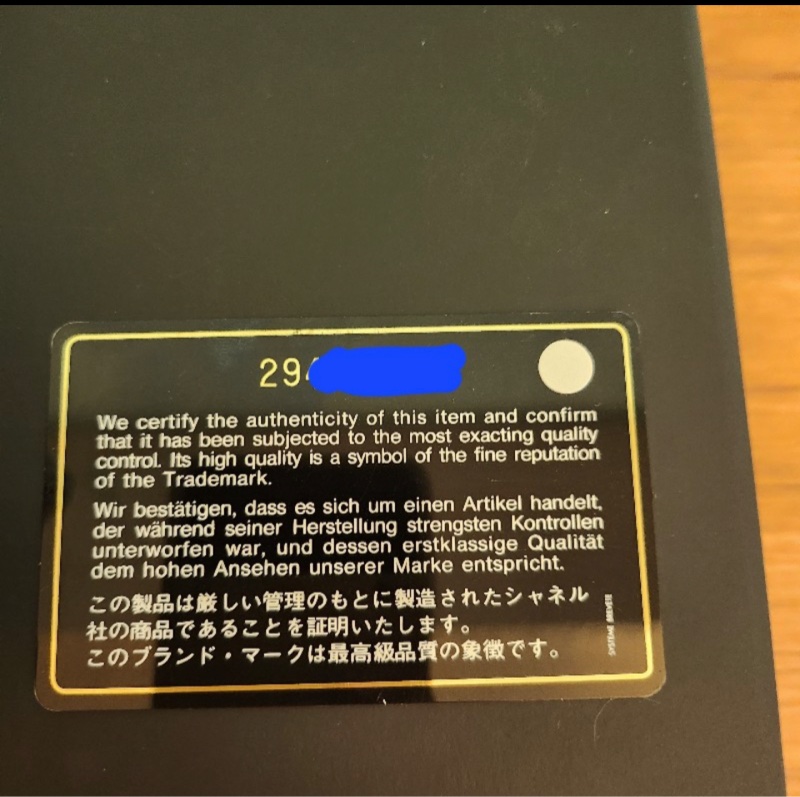 29
We certify the authenticity of this item and confirm
that it has been subjected to the most exacting quality
control. Its high quality is a symbol of the fine reputation
of the Trademark.
Wir bestätigen, dass es sich um einen Artikel handelt,
der während seiner Herstellung strengsten Kontrollen
unterworfen war, und dessen erstklassige Qualität
dem hohen Ansehen unserer Marke entspricht.
この製品は厳しい管理のもとに製造されたシャネル
社の商品であることを証明いたします。
このブランド・マークは最高級品質の象徴です。